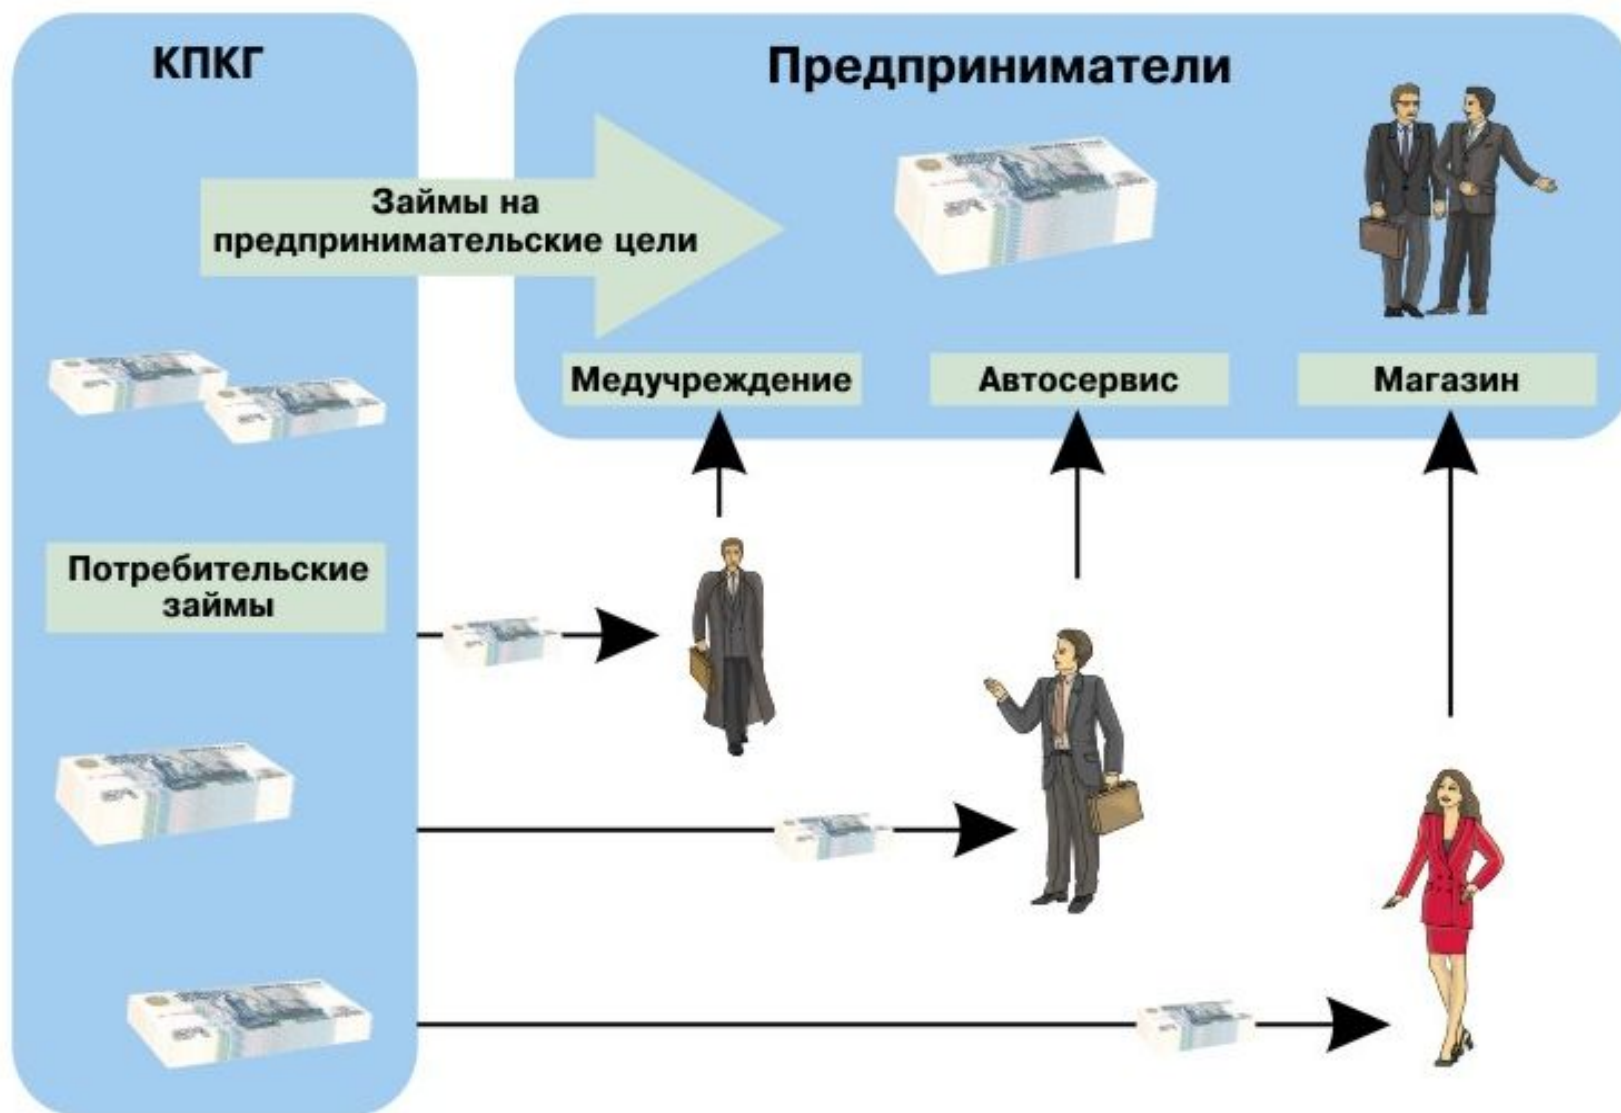 КПКГ
Предприниматели
Займы на
предпринимательские цели
Медучреждение
Автосервис
Магазин
Потребительские
займы